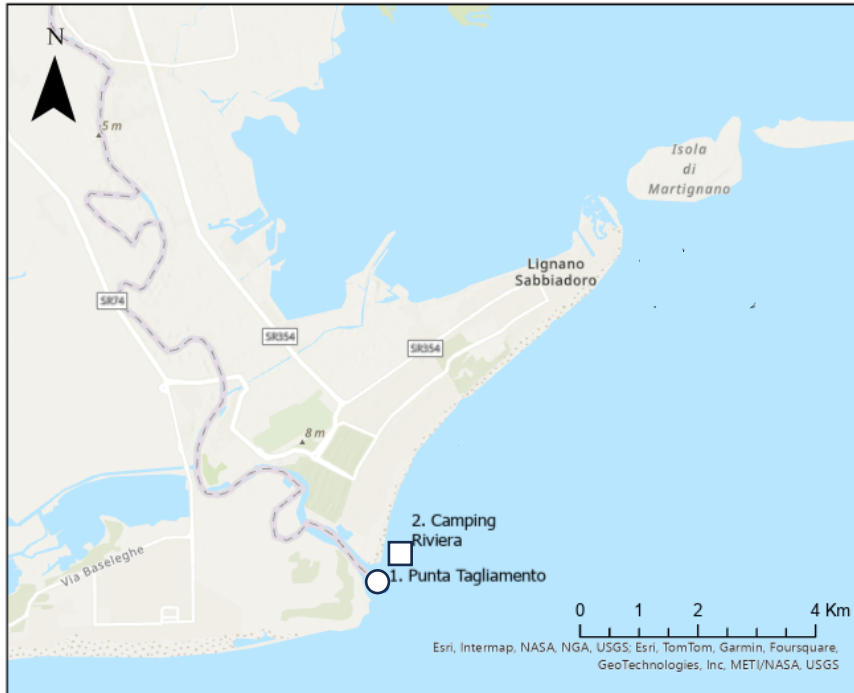 N
5 m
Isola
di
Martignano
Lignano
Sabbiadoro
SR74
SR354
SR354
8 m
2. Camping
Riviera
1. Punta Tagliamento
Via Baseleghe
0 1 2 4 Km
Esri, Intermap, NASA, NGA, USGS; Esri, TomTom, Garmin, Foursquare,
GeoTechnologies, Inc, METI/NASA, USGS